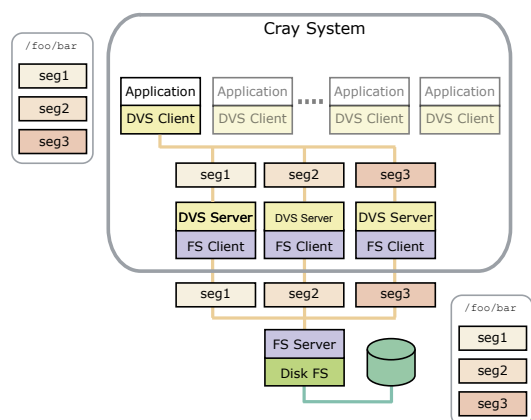 Cray System
/foo/bar
seg1
seg2
seg3
Application Application Application Application
DVS Client DVS Client DVS Client DVS Client
seg1 seg2 seg3
DVS Server DVS Server DVS Server
FS Client FS Client FS Client
seg1 seg2 seg3
FS Server
Disk FS
/foo/bar
seg1
seg2
seg3